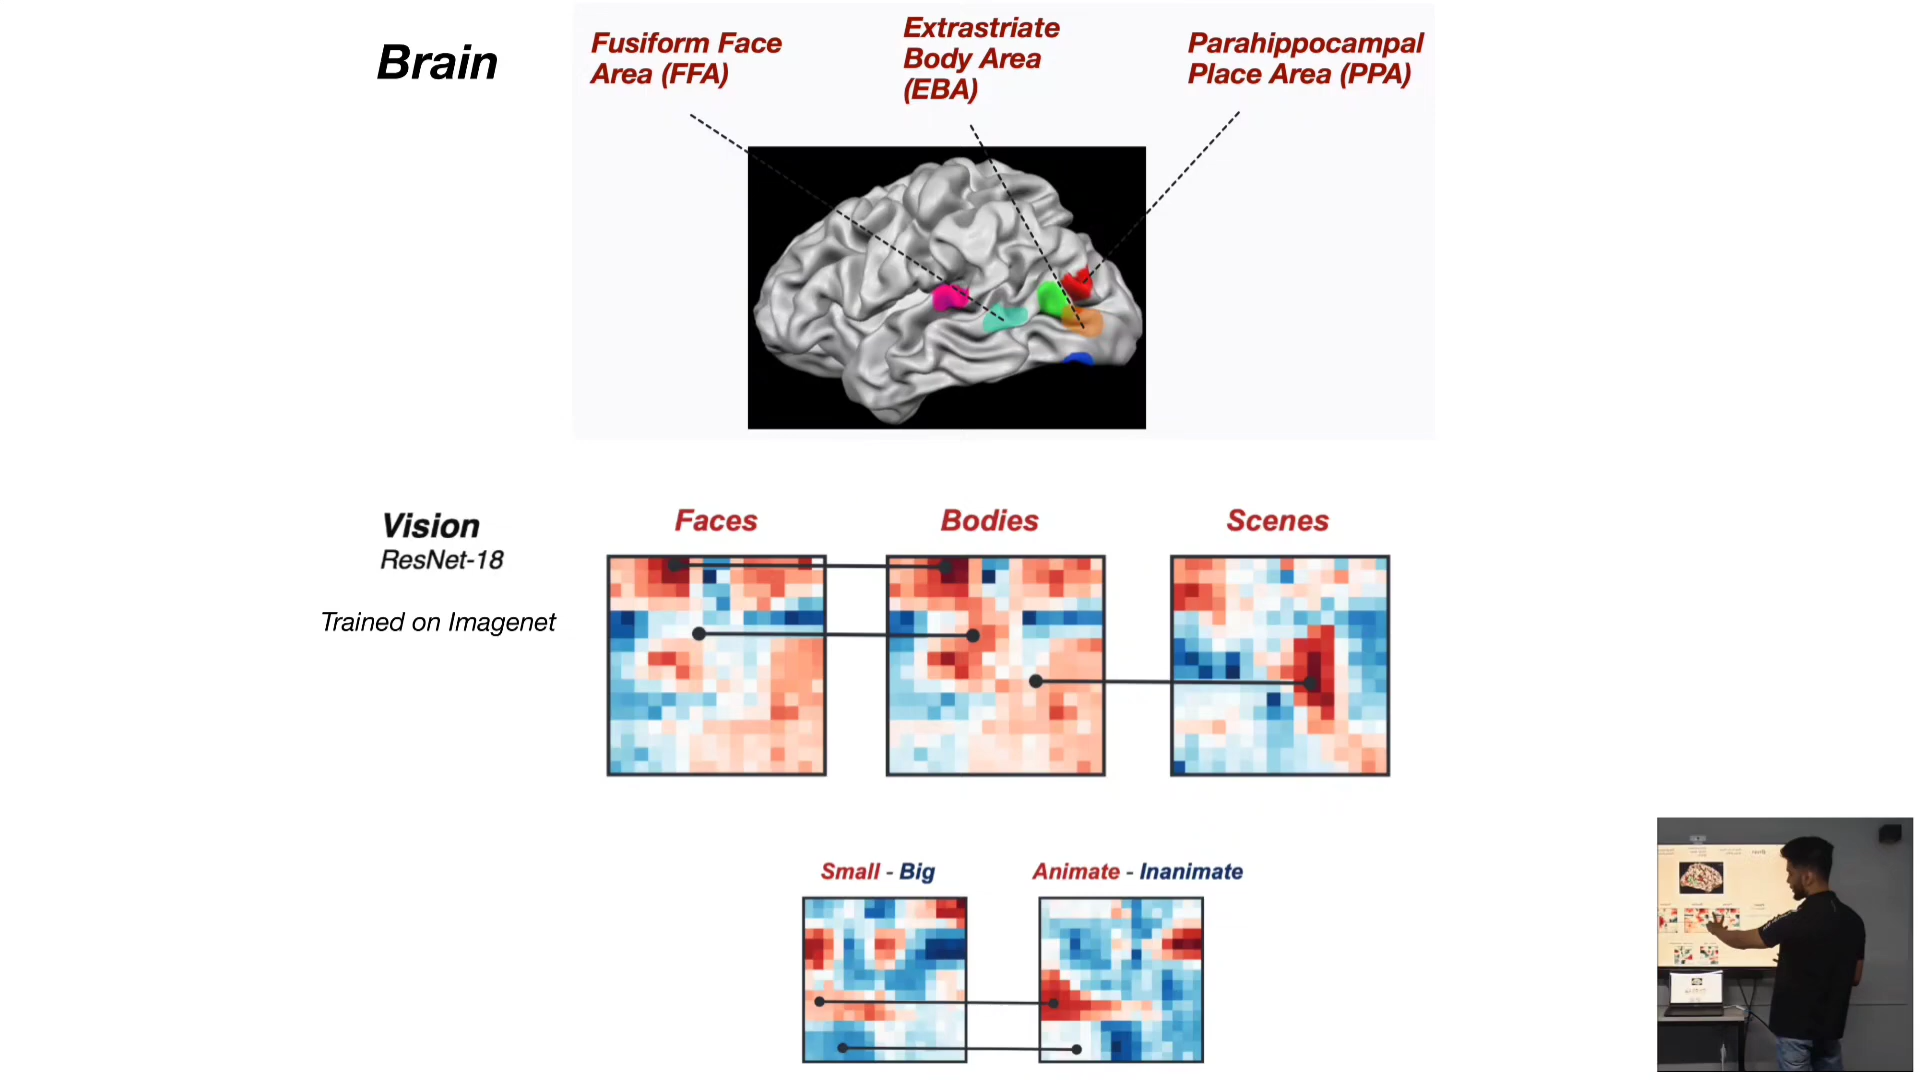 Brain
Fusiform Face
Area (FFA)
Extrastriate
Body Area
(EBA)
Parahippocampal
Place Area (PPA)
Vision
ResNet-18
Trained on Imagenet
Faces
Bodies
Scenes
Small - Big
Animate - Inanimate